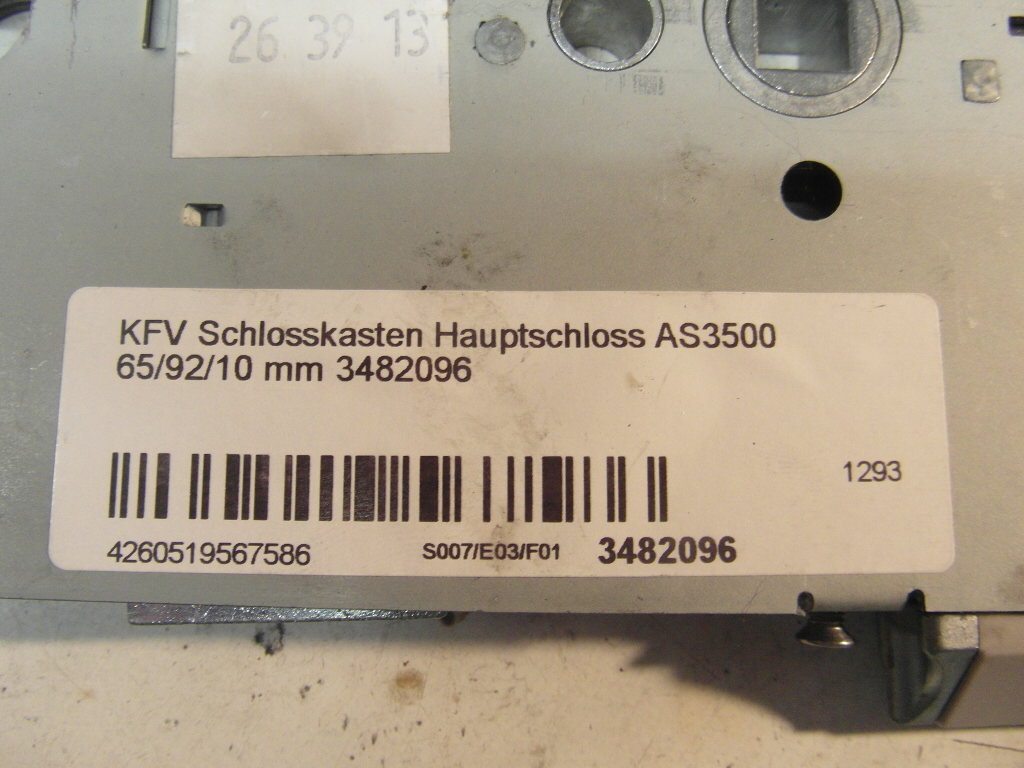 26 39 13
KFV Schlosskasten Hauptschloss AS3500
65/92/10 mm 3482096
1293
4260519567586 S007/E03/F01 3482096